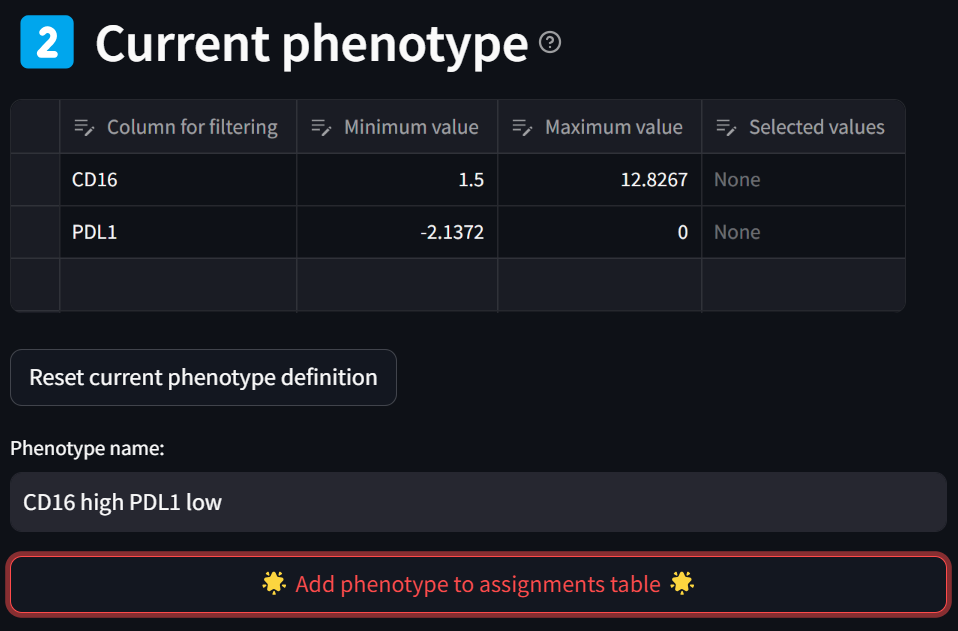 2 Current phenotype ?
Column for filtering Minimum value Maximum value Selected values
CD16 1.5 12.8267 None
PDL1 -2.1372 0 None
Reset current phenotype definition
Phenotype name:
CD16 high PDL1 low
🌟 Add phenotype to assignments table 🌟